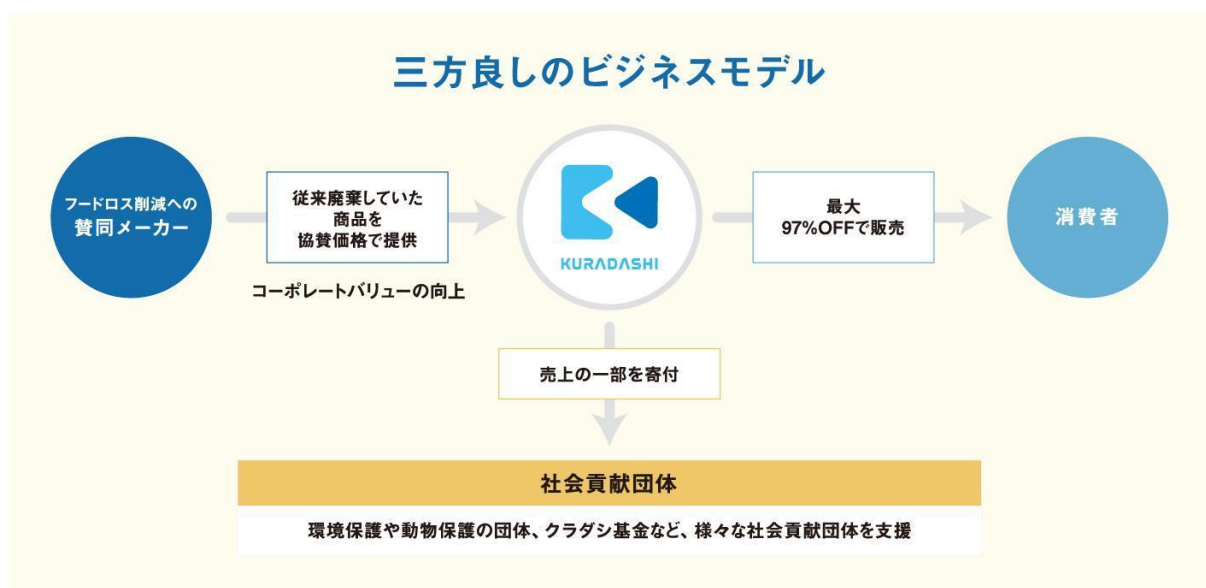 三方良しのビジネスモデル
フードロス削減への
賛同メーカー
従来廃棄していた
商品を
協賛価格で提供
コーポレートバリューの向上
KURADASHI
最大
97%OFFで販売
消費者
売上の一部を寄付
社会貢献団体
環境保護や動物保護の団体、クラダシ基金など、様々な社会貢献団体を支援